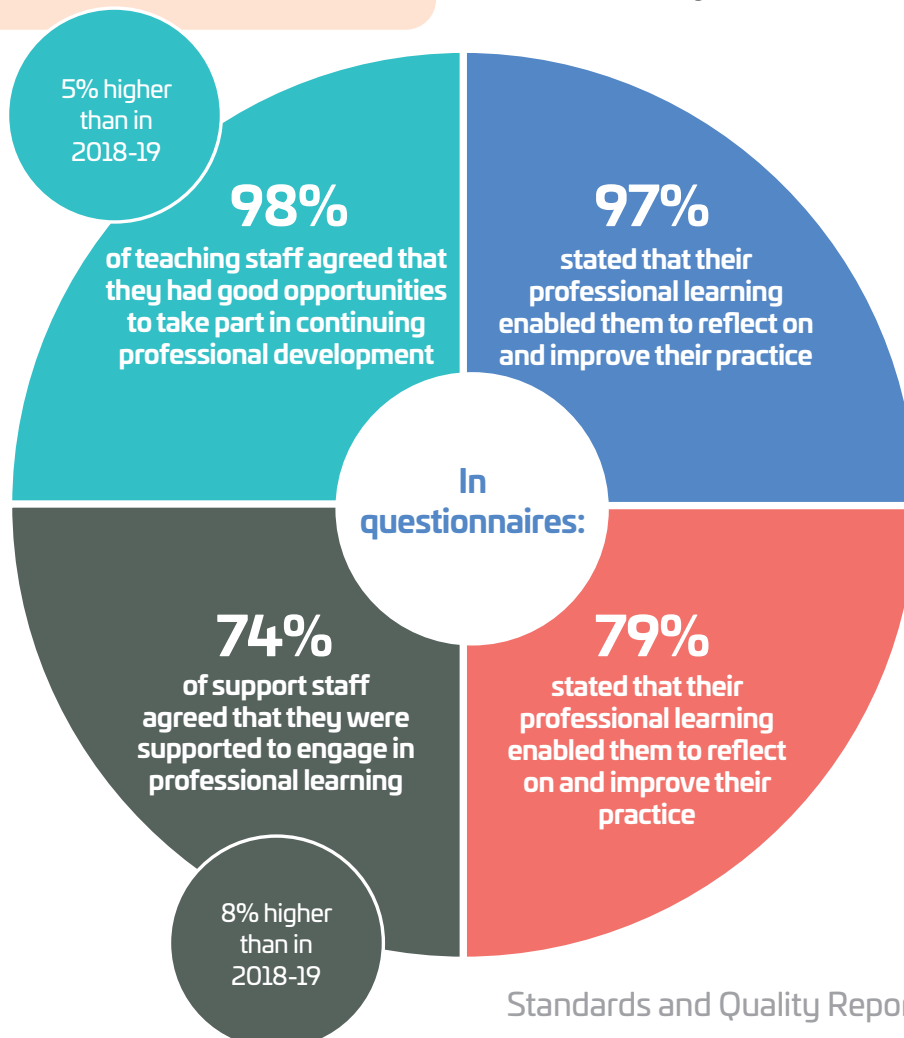 5% higher
than in
2018-19
98%
of teaching staff agreed that
they had good opportunities
to take part in continuing
professional development
97%
stated that their
professional learning
enabled them to reflect on
and improve their practice
In
questionnaires:
74%
of support staff
agreed that they were
supported to engage in
professional learning
79%
stated that their
professional learning
enabled them to reflect
on and improve their
practice
8% higher
than in
2018-19
Standards and Quality